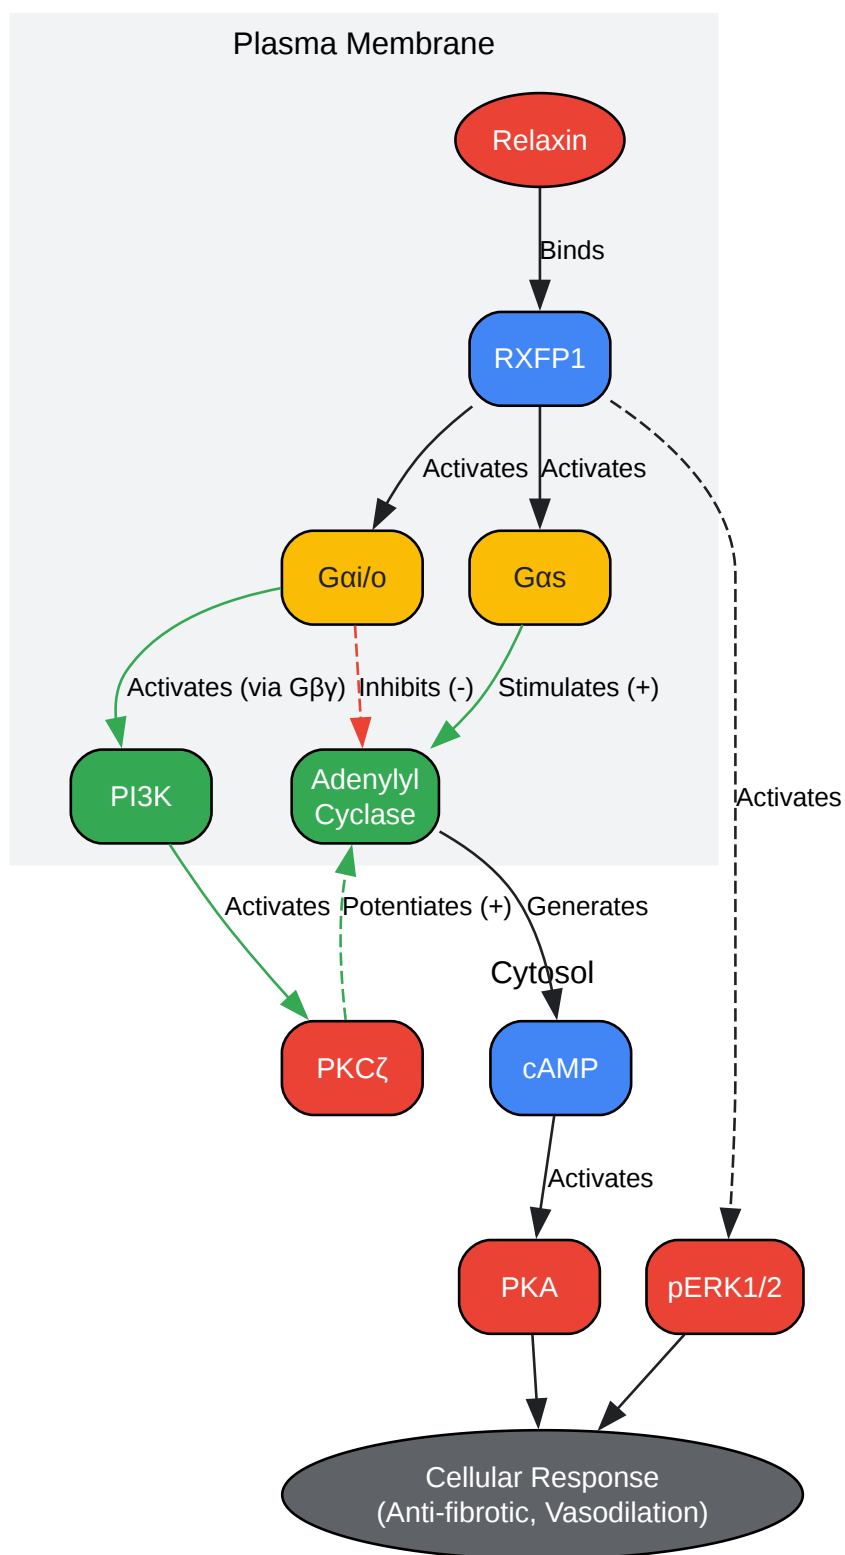 Plasma Membrane
Relaxin
Binds
RXFP1
Activates
Activates
Gαi/o
Gαs
Activates (via Gβγ)
Inhibits (-)
Stimulates (+)
PI3K
Adenylyl
Cyclase
Activates
Activates
Potentiates (+)
Generates
Cytosol
PKCζ
cAMP
Activates
PKA
pERK1/2
Cellular Response
(Anti-fibrotic, Vasodilation)